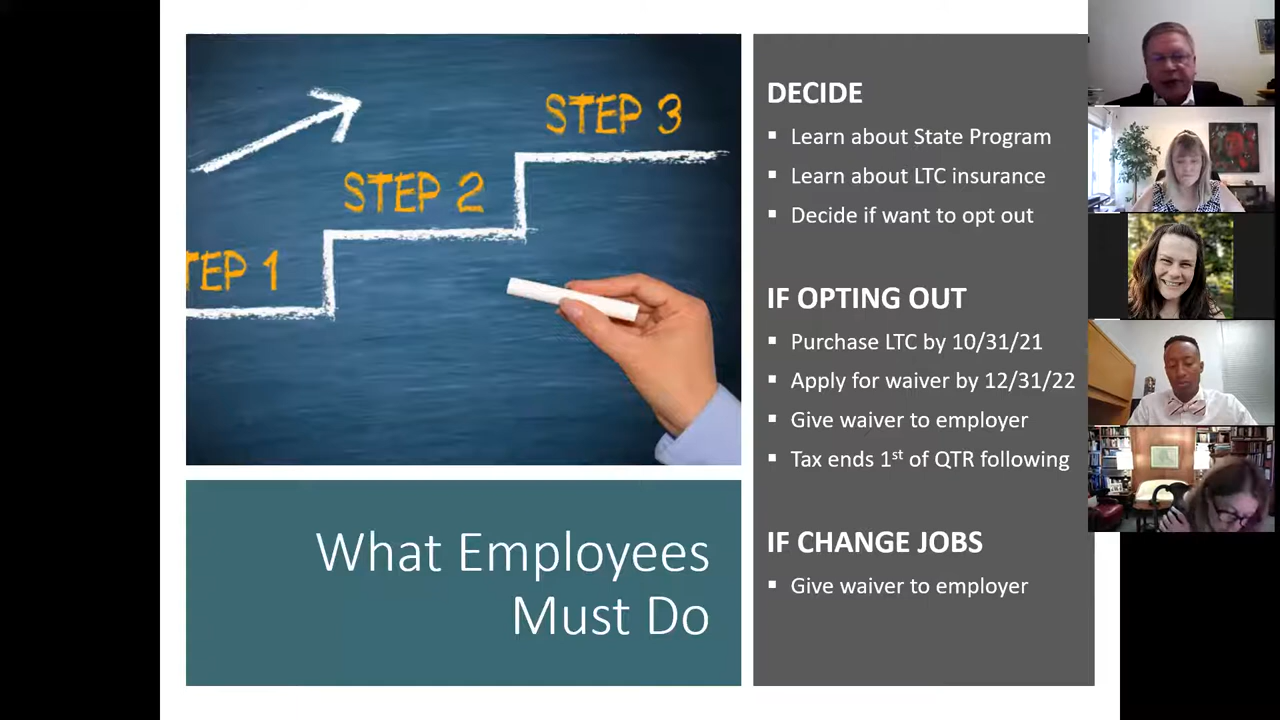 STEP 3
STEP 2
TEP 1
What Employees
Must Do
DECIDE
▪ Learn about State Program
▪ Learn about LTC insurance
▪ Decide if want to opt out
IF OPTING OUT
▪ Purchase LTC by 10/31/21
▪ Apply for waiver by 12/31/22
▪ Give waiver to employer
▪ Tax ends 1st of QTR following
IF CHANGE JOBS
▪ Give waiver to employer